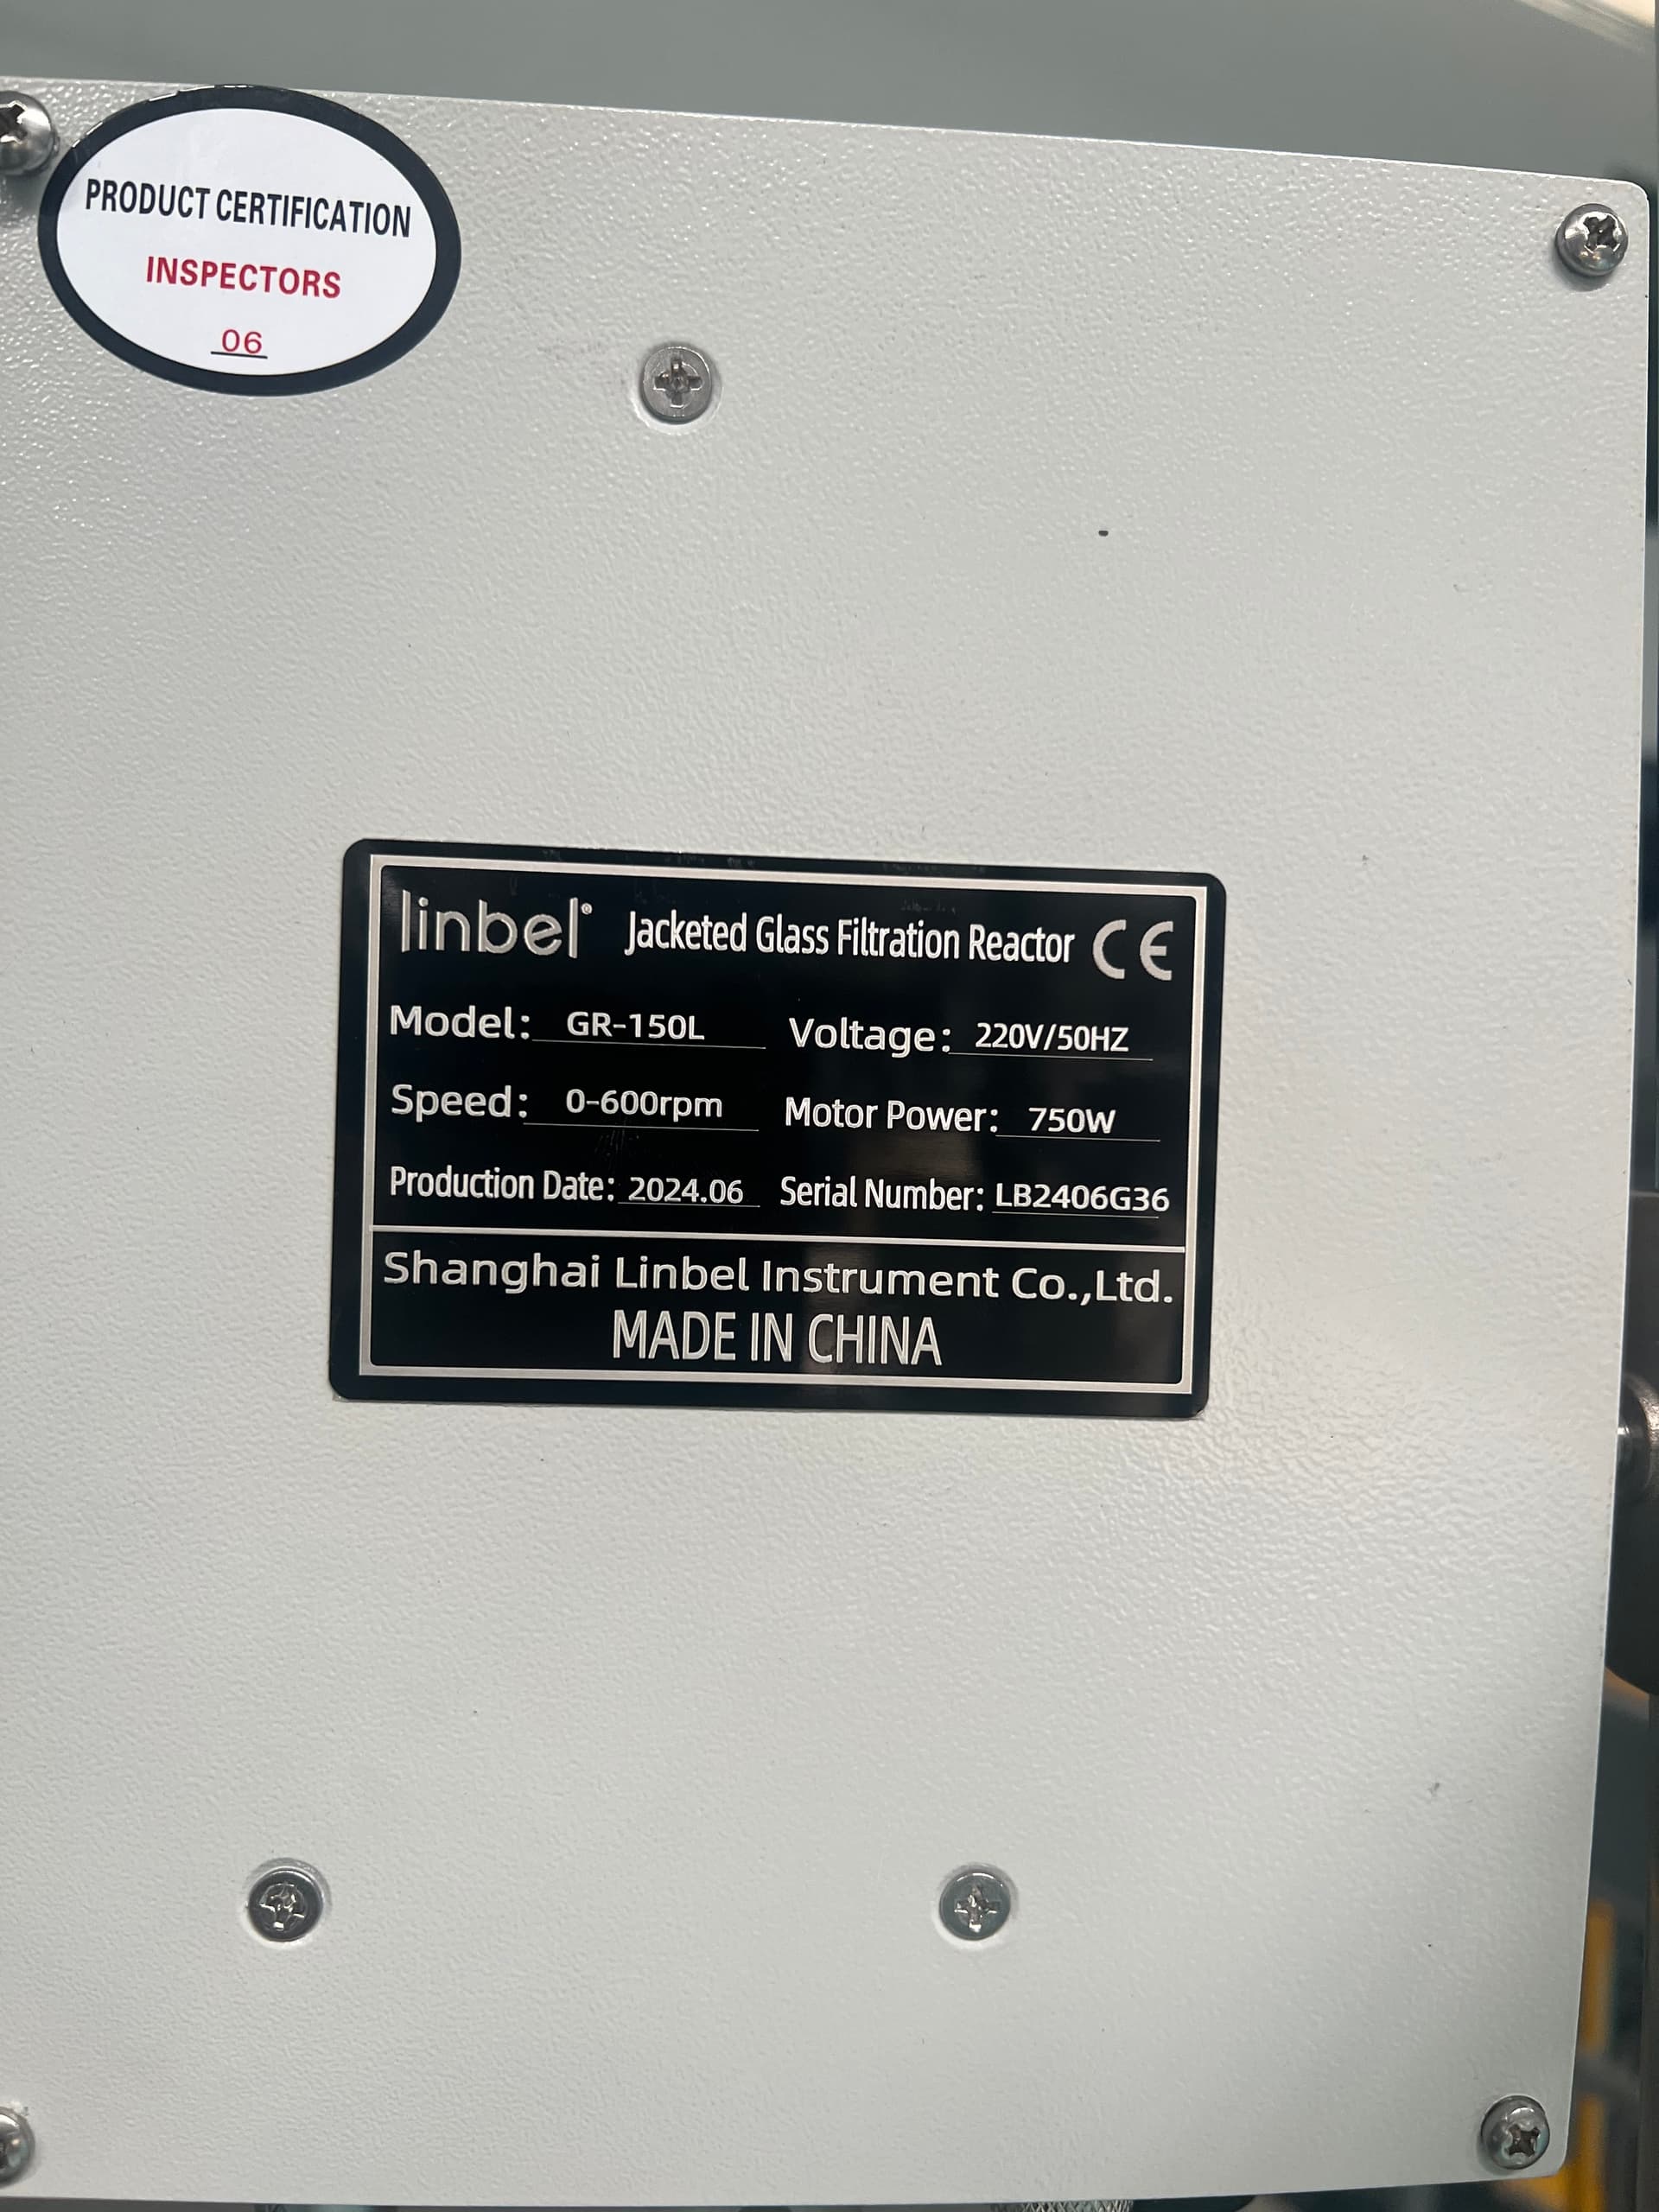 PRODUCT CERTIFICATION
INSPECTORS
06
linbel® Jacketed Glass Filtration Reactor CE
Model: GR-150L Voltage: 220V/50HZ
Speed: 0-600rpm Motor Power: 750W
Production Date: 2024.06 Serial Number: LB2406G36
Shanghai Linbel Instrument Co.,Ltd.
MADE IN CHINA